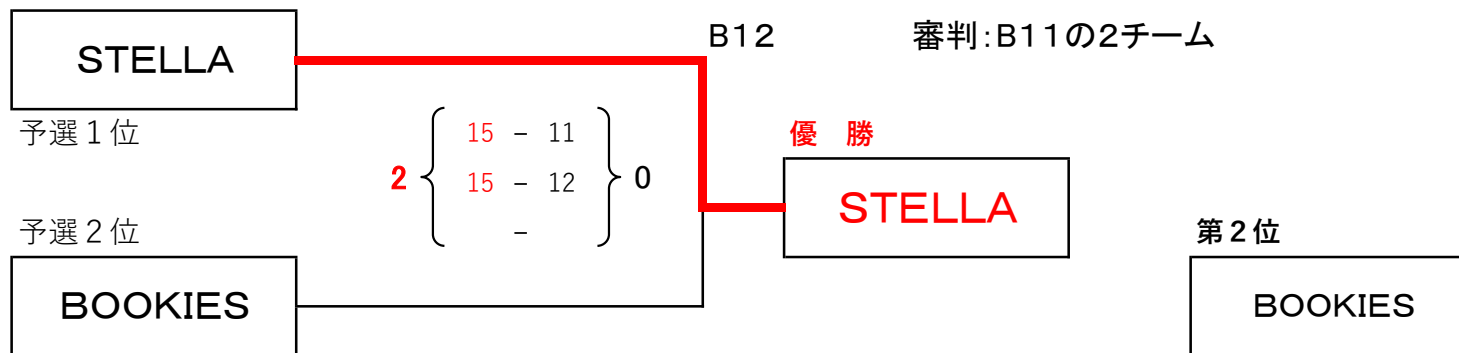 B12 審判:B11の2チーム
STELLA
予選1位
15 – 11
2 15 – 12 0
–
優 勝
STELLA
予選2位
BOOKIES
第2位
BOOKIES